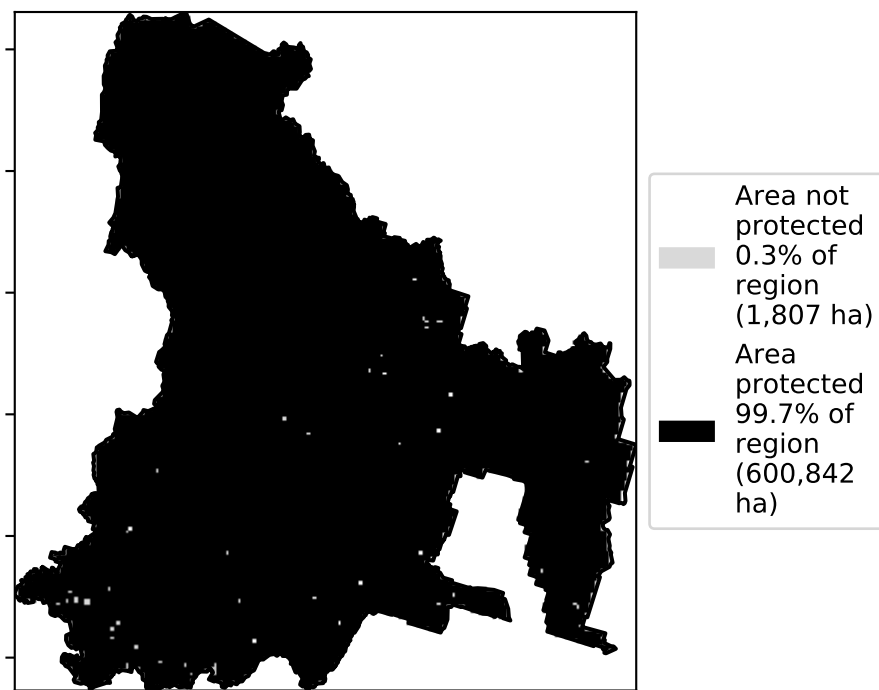 Area not
protected
0.3% of
region
(1,807 ha)
Area
protected
99.7% of
region
(600,842
ha)